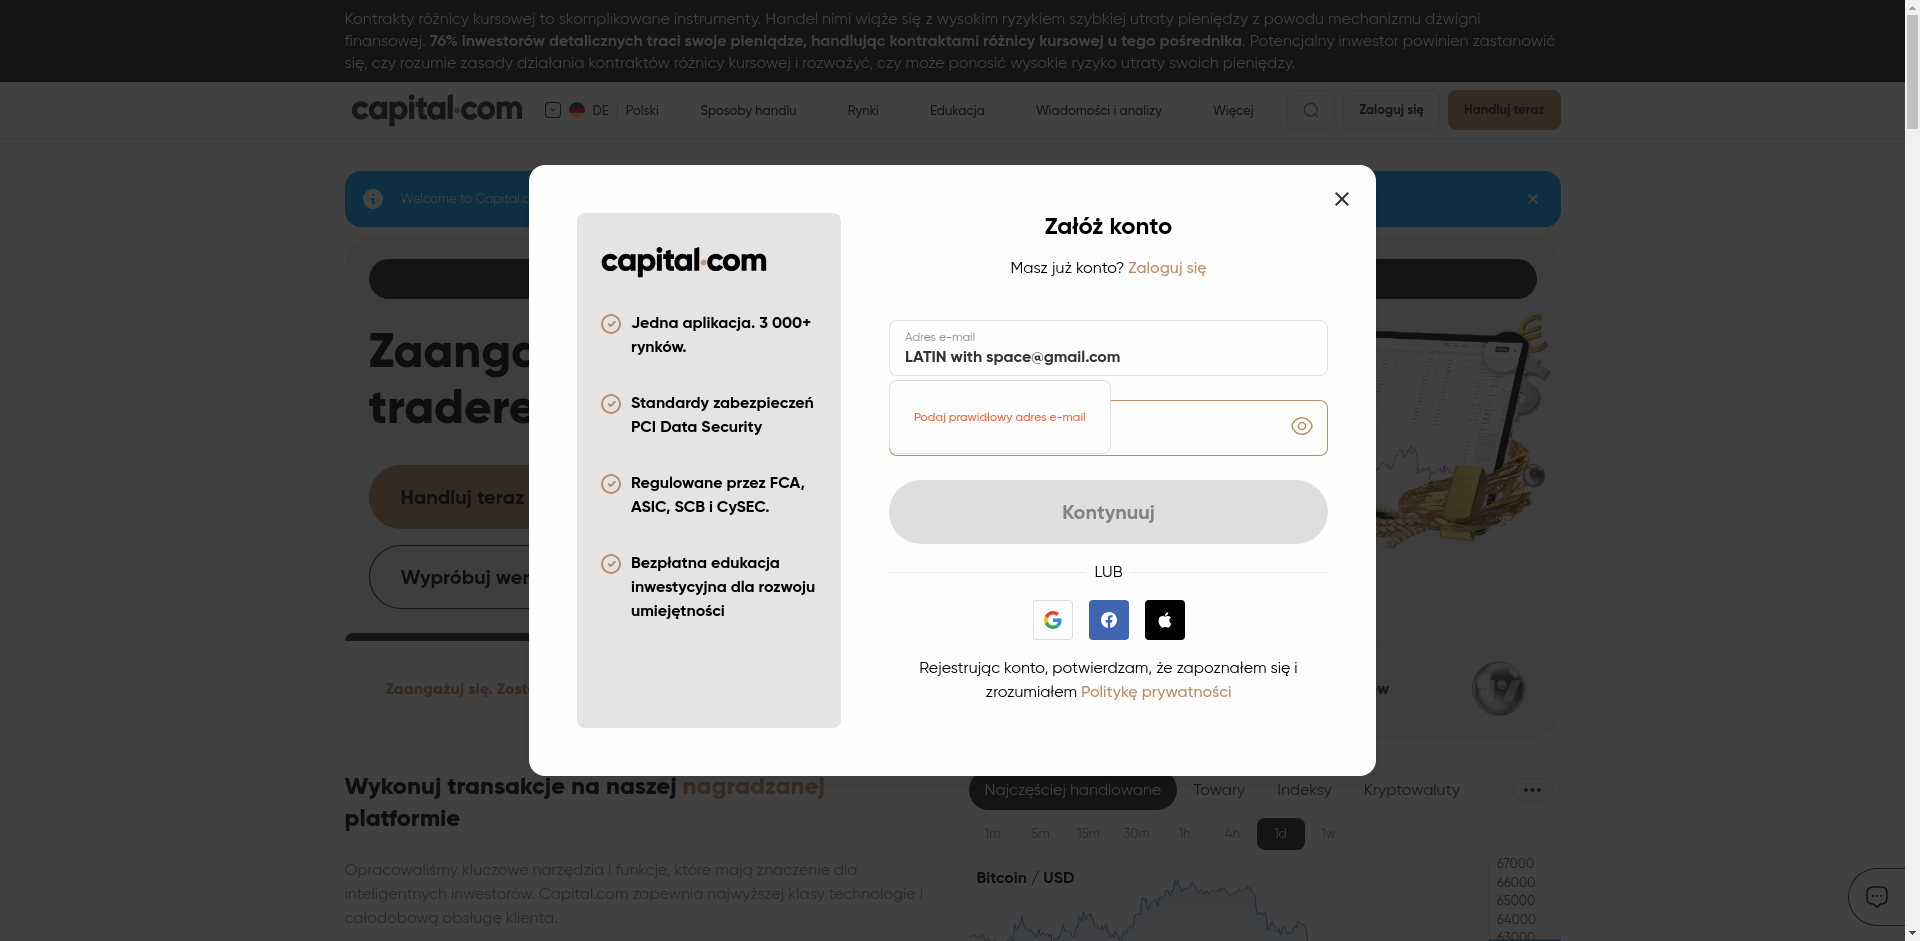 Kontrakty różnicy kursowej to skomplikowane instrumenty. Handel nimi wiąże się z wysokim ryzykiem szybkiej utraty pieniędzy z powodu mechanizmu dźwigni
finansowej. 76% inwestorów detalicznych traci swoje pieniądze, handlując kontraktami różnicy kursowej u tego pośrednika. Potencjalny inwestor powinien zastanowić
się, czy rozumie zasady działania kontraktów różnicy kursowej i rozważyć, czy może ponosić wysokie ryzyko utraty swoich pieniędzy.
capital.com DE Polski Sposoby handlu Rynki Edukacja Wiadomości i analizy Więcej Zaloguj się Handluj teraz
Welcome to Capital.c
Zaanga
tradere
Handluj teraz
Wypróbuj wer
Zaangażuj się. Zost
capital.com
Jedna aplikacja. 3 000+
rynków.
Standardy zabezpieczeń
PCI Data Security
Regulowane przez FCA,
ASIC, SCB i CySEC.
Bezpłatna edukacja
inwestycyjna dla rozwoju
umiejętności
Załóż konto
Masz już konto? Zaloguj się
Adres e-mail
LATIN with space@gmail.com
Podaj prawidłowy adres e-mail
Kontynuuj
LUB
Rejestrując konto, potwierdzam, że zapoznałem się i
zrozumiałem Politykę prywatności
Wykonuj transakcje na naszej nagradzanej
platformie
Opracowaliśmy kluczowe narzędzia i funkcje, które mają znaczenie dla
inteligentnych inwestorów. Capital.com zapewnia najwyższej klasy technologie i
całodobową obsługę klienta.
Najczęściej handlowane Towary Indeksy Kryptowaluty
1m 5m 15m 30m 1h 4h 1d 1w
Bitcoin / USD
67000
66000
65000
64000
63000